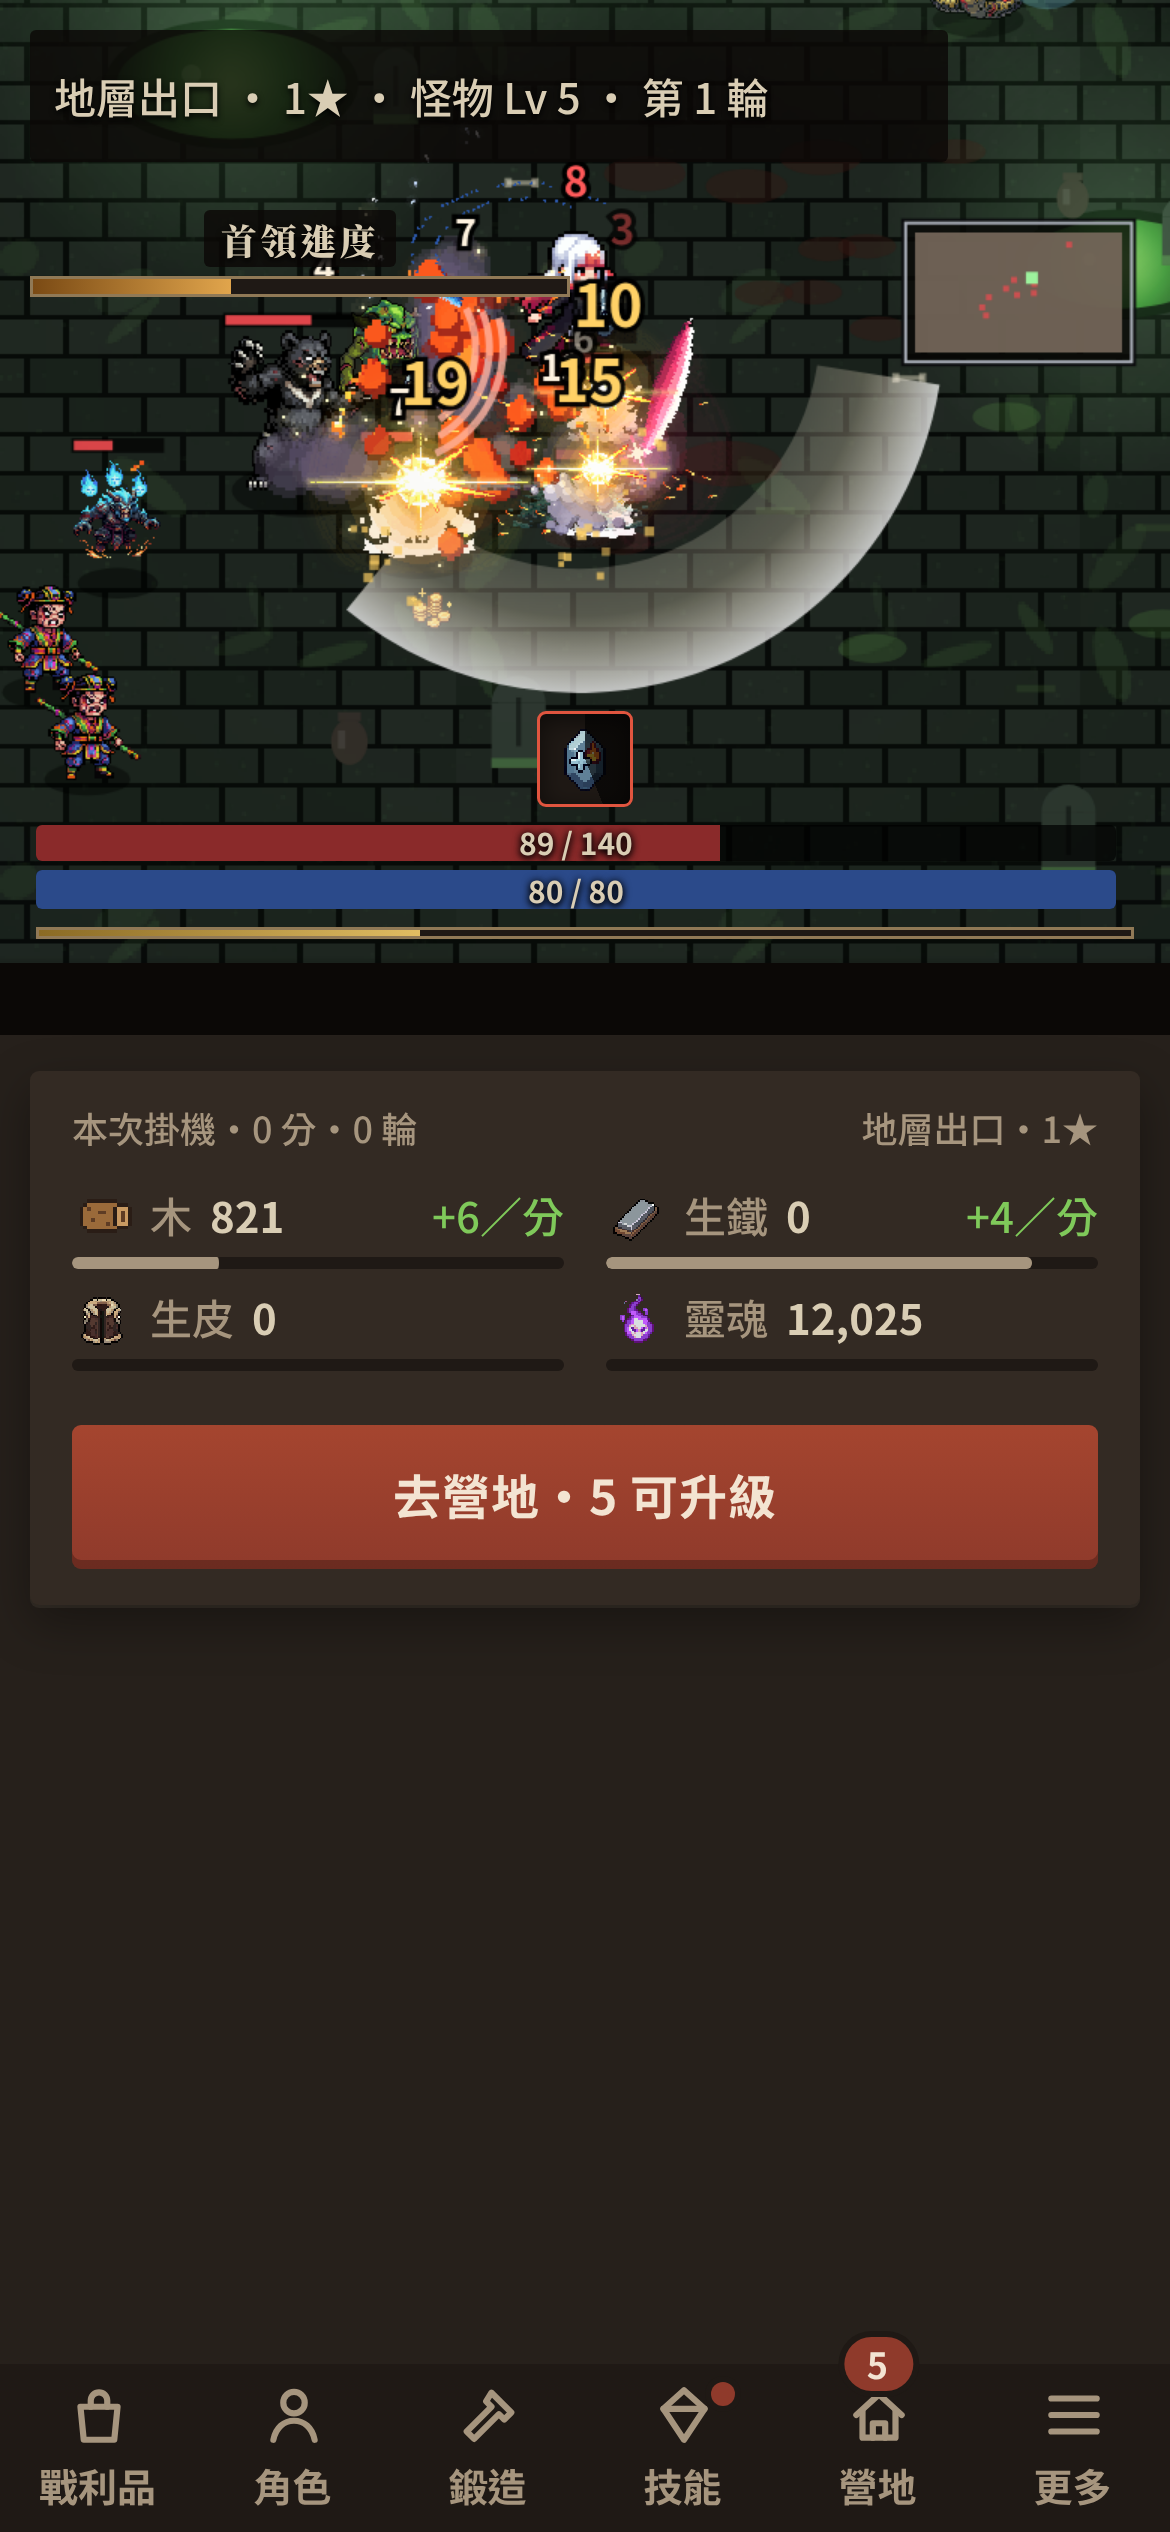 地層出口 · 1★ · 怪物 Lv 5 · 第 1 輪
8
7
3
首領進度
4
10
6
19
15
89 / 140
80 / 80
本次掛機·0 分·0 輪
地層出口·1★
木 821 +6／分
生鐵 0 +4／分
生皮 0
靈魂 12,025
去營地·5 可升級
5
戰利品
角色
鍛造
技能
營地
更多